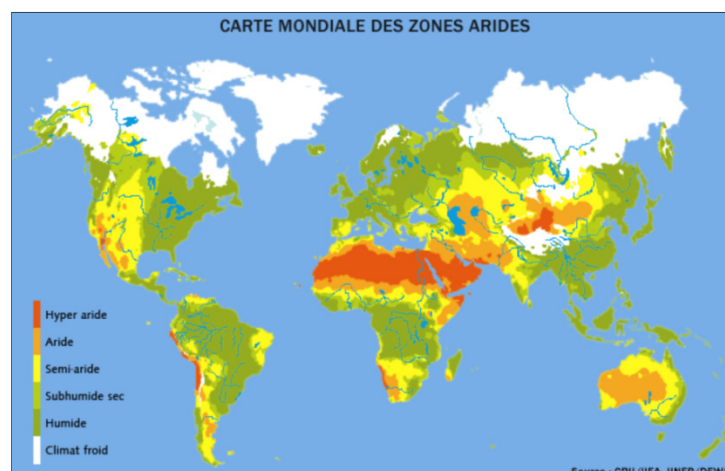 CARTE MONDIALE DES ZONES ARIDES
Hyper aride
Aride
Semi-aride
Subhumide sec
Humide
Climat froid
Source :